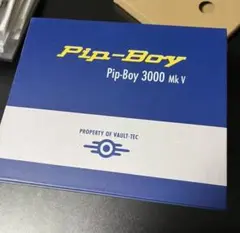 Pip-Boy
Pip-Boy 3000 Mk V
PROPERTY OF VAULT-TEC